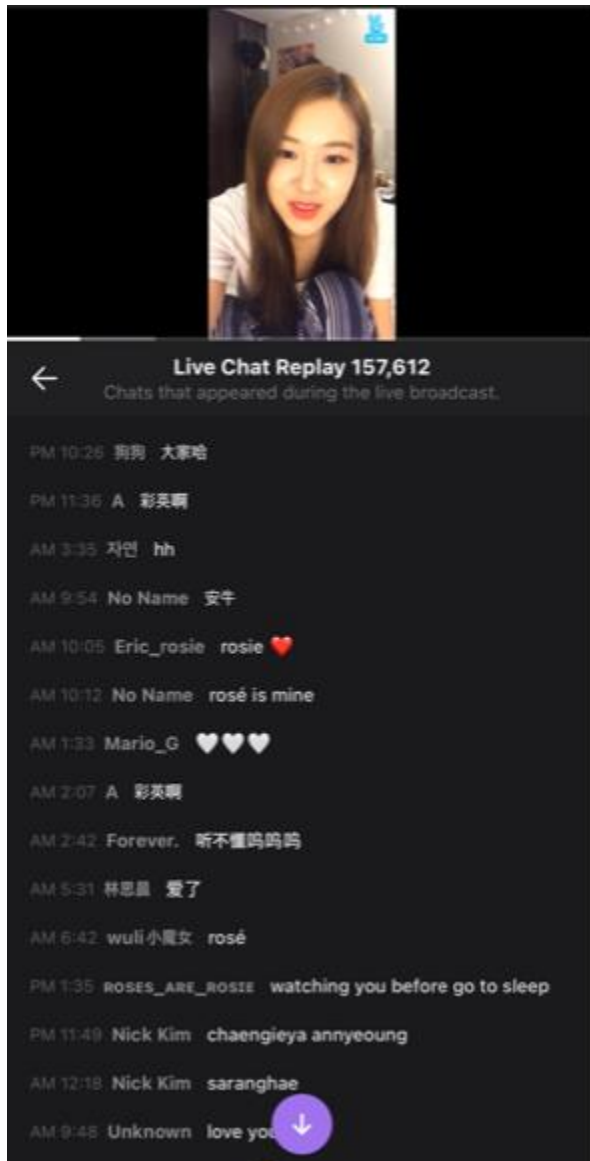 Live Chat Replay 157,612
Chats that appeared during the live broadcast.
PM 10:26 狗狗 大家哈
PM 11:36 A 彩英啊
AM 3:35 자연 hh
AM 9:54 No Name 安牛
AM 10:05 Eric_rosie rosie ❤️
AM 10:12 No Name rosé is mine
AM 1:33 Mario_G 🤍🤍🤍
AM 2:07 A 彩英啊
AM 2:42 Forever. 听不懂呜呜呜
AM 5:31 林思晨 爱了
AM 6:42 wuli小魔女 rosé
PM 1:35 ROSES_ARE_ROSIE watching you before go to sleep
PM 11:49 Nick Kim chaengieya annyeoung
AM 12:18 Nick Kim saranghae
AM 9:48 Unknown love you